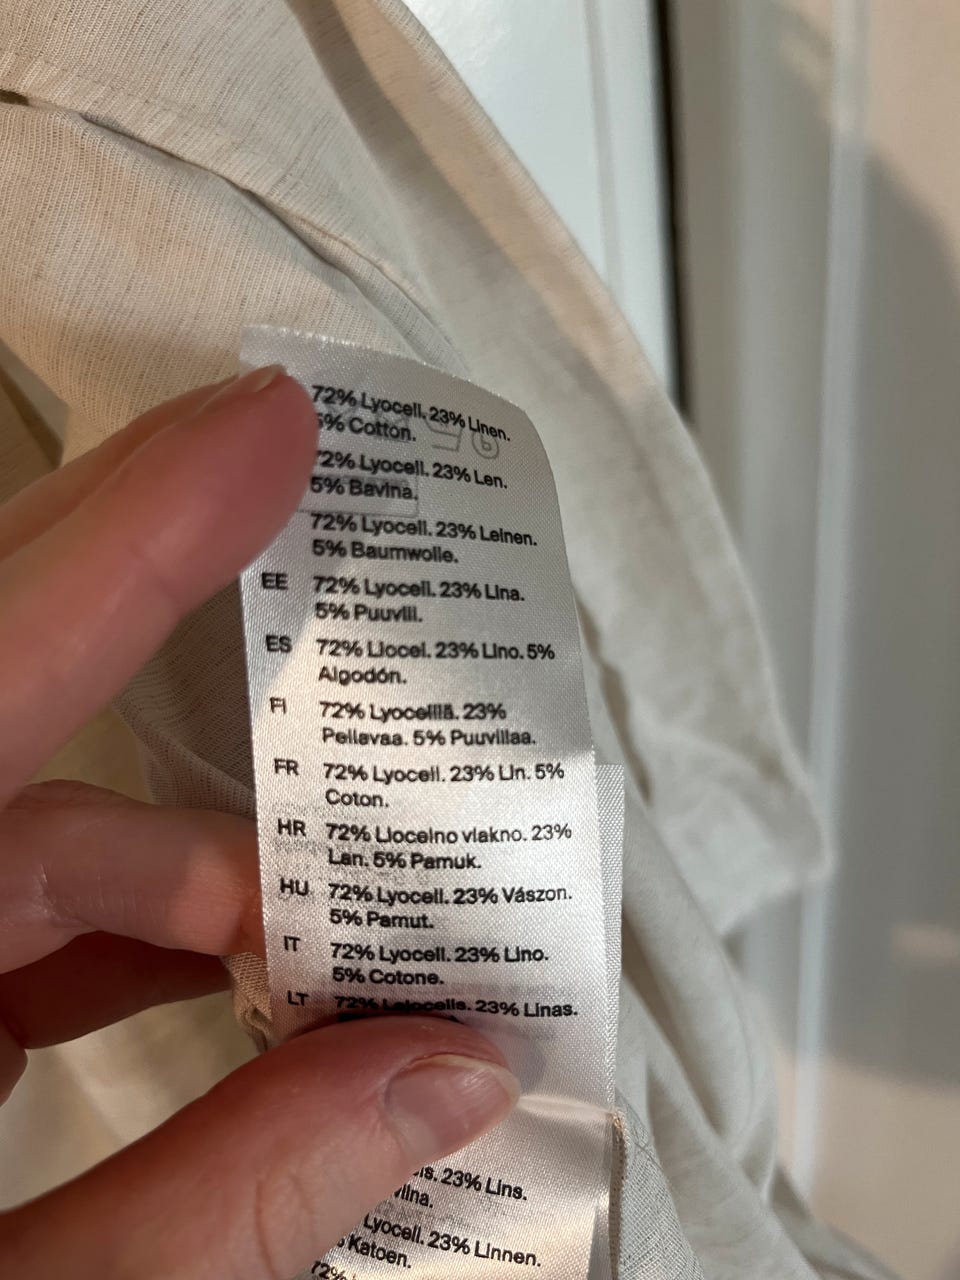 72% Lyocell. 23% Linen.
5% Cotton.
72% Lyocell. 23% Len.
5% Bavlna.
72% Lyocell. 23% Leinen.
5% Baumwolle.
EE 72% Lyocell. 23% Lina.
5% Puuvill.
ES 72% Liocel. 23% Lino. 5%
Algodón.
FI 72% Lyocelliä. 23%
Pellavaa. 5% Puuvillaa.
FR 72% Lyocell. 23% Lin. 5%
Coton.
HR 72% Liocelno vlakno. 23%
Lan. 5% Pamuk.
HU 72% Lyocell. 23% Vászon.
5% Pamut.
IT 72% Lyocell. 23% Lino.
5% Cotone.
LT 72% Lejocelis. 23% Linas.
23% Lins.
Lyocell. 23% Linnen.
Katoen.
72%